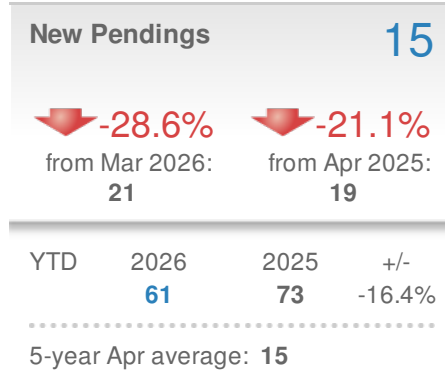 New Pendings 15
-28.6% -21.1%
from Mar 2026: from Apr 2025:
21 19
YTD 2026 2025 +/-
61 73 -16.4%
5-year Apr average: 15